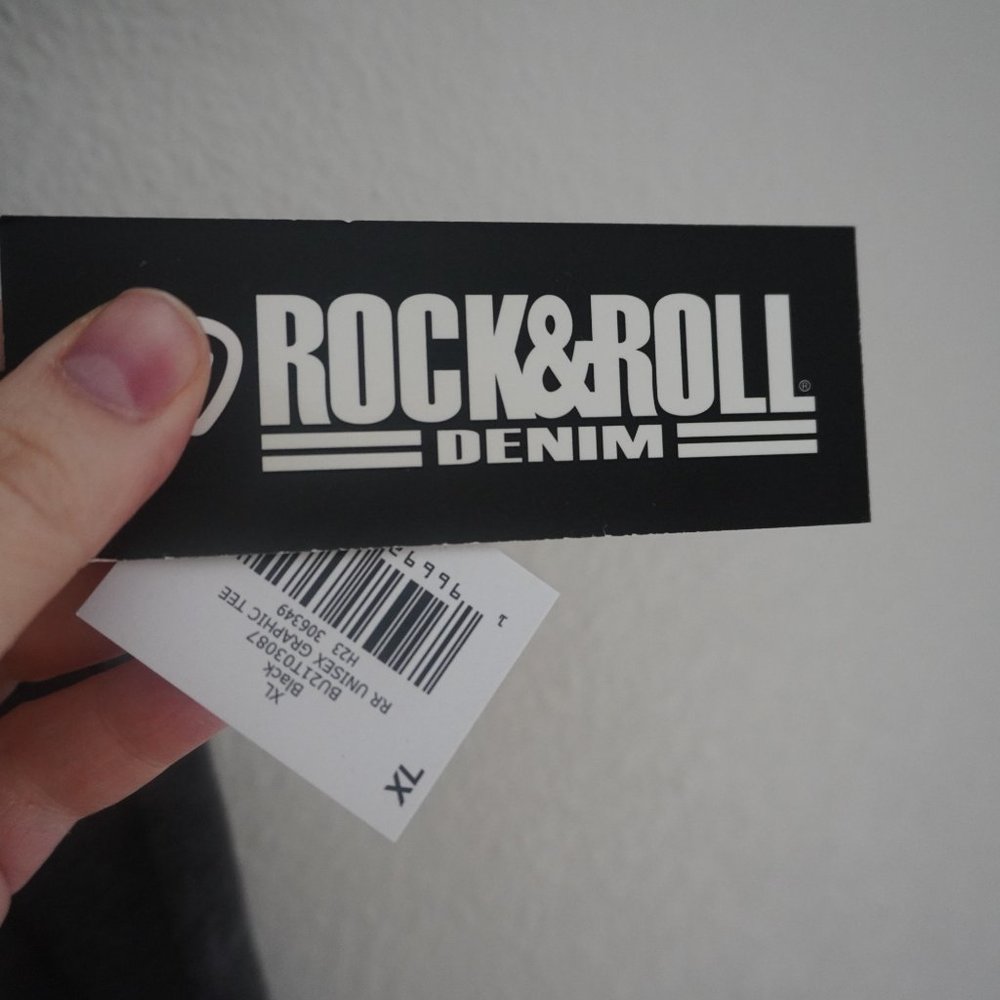 ROCK&ROLL®
DENIM
XL
XL
Black
BU21T03087
RR UNISEX GRAPHIC TEE
H23 306349